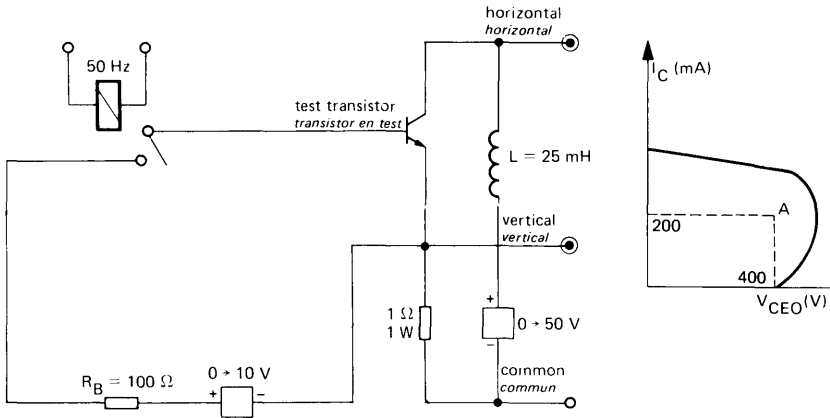 horizontal
horizontal
50 Hz
I_C (mA)
test transistor
transistor en test
L = 25 mH
vertical
vertical
A
200
400
V_CEO (V)
1 Ω
1 W
+
0 → 50 V
−
common
commun
R_B = 100 Ω
0 → 10 V
+
−